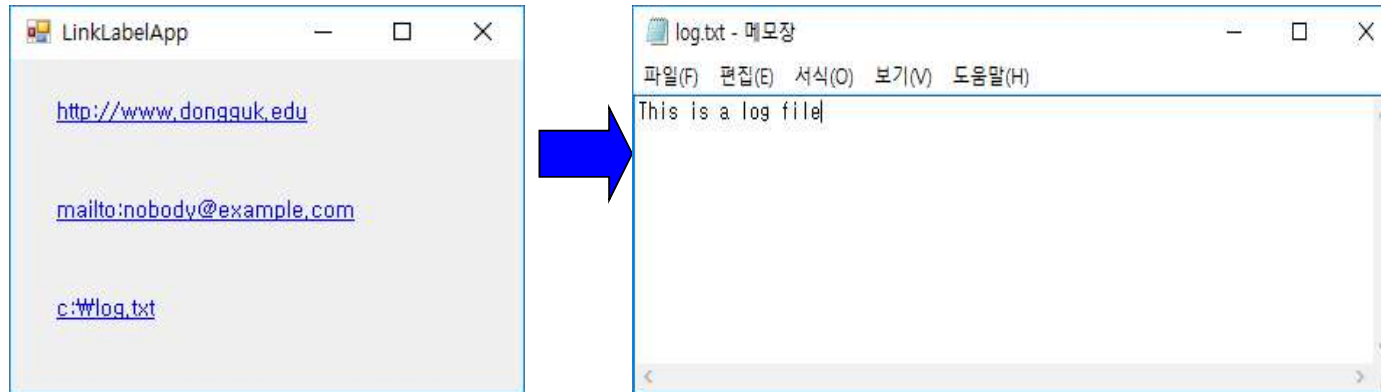 LinkLabelApp
http://www.dongguk.edu
mailto:nobody@example.com
c:₩log.txt
log.txt - 메모장
파일(F) 편집(E) 서식(O) 보기(V) 도움말(H)
This is a log file